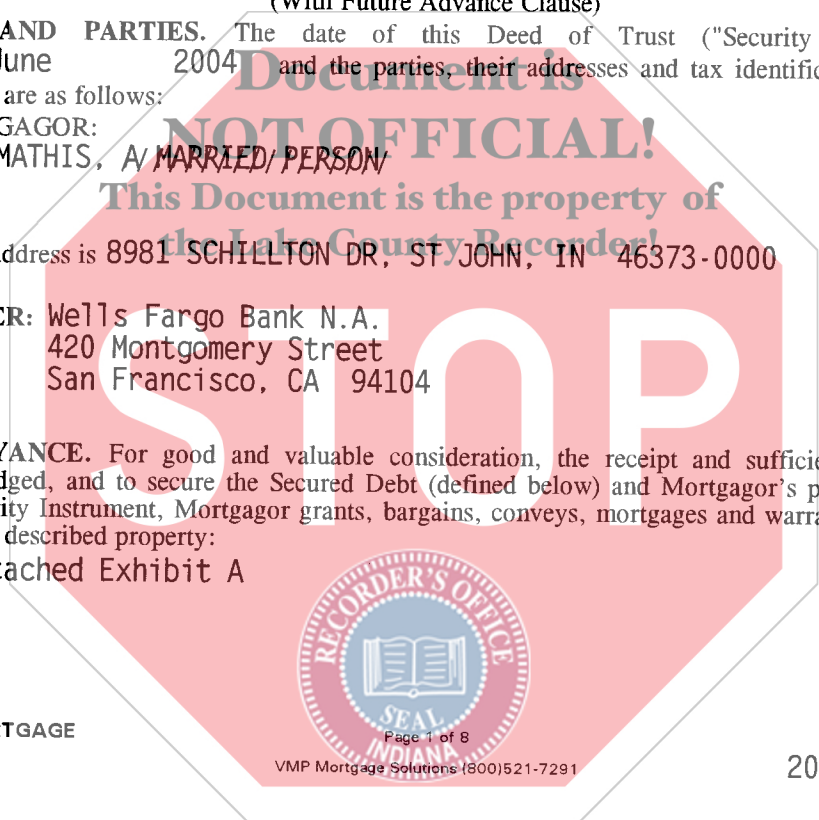 (With Future Advance Clause)
AND PARTIES. The date of this Deed of Trust ("Security
June 2004 and the parties, their addresses and tax identific
are as follows:
GAGOR:
MATHIS, A/ MARRIED/ PERSON/
ddress is 8981 SCHILLTON DR, ST JOHN, IN 46373-0000
ER: Wells Fargo Bank N.A.
420 Montgomery Street
San Francisco, CA 94104
YANCE. For good and valuable consideration, the receipt and sufficie
dged, and to secure the Secured Debt (defined below) and Mortgagor's p
ity Instrument, Mortgagor grants, bargains, conveys, mortgages and warra
described property:
tached Exhibit A
TGAGE
Page 1 of 8
VMP Mortgage Solutions (800)521-7291
20
Document is
NOT OFFICIAL!
This Document is the property of
the Lake County Recorder!
STOP
RECORDER'S OFFICE
SEAL
INDIANA